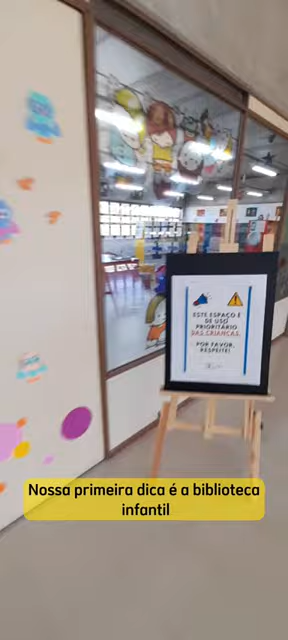 ESTE ESPAÇO É
DE USO
PRIORITÁRIO
DAS CRIANÇAS.
POR FAVOR,
RESPEITE!
Nossa primeira dica é a biblioteca
infantil